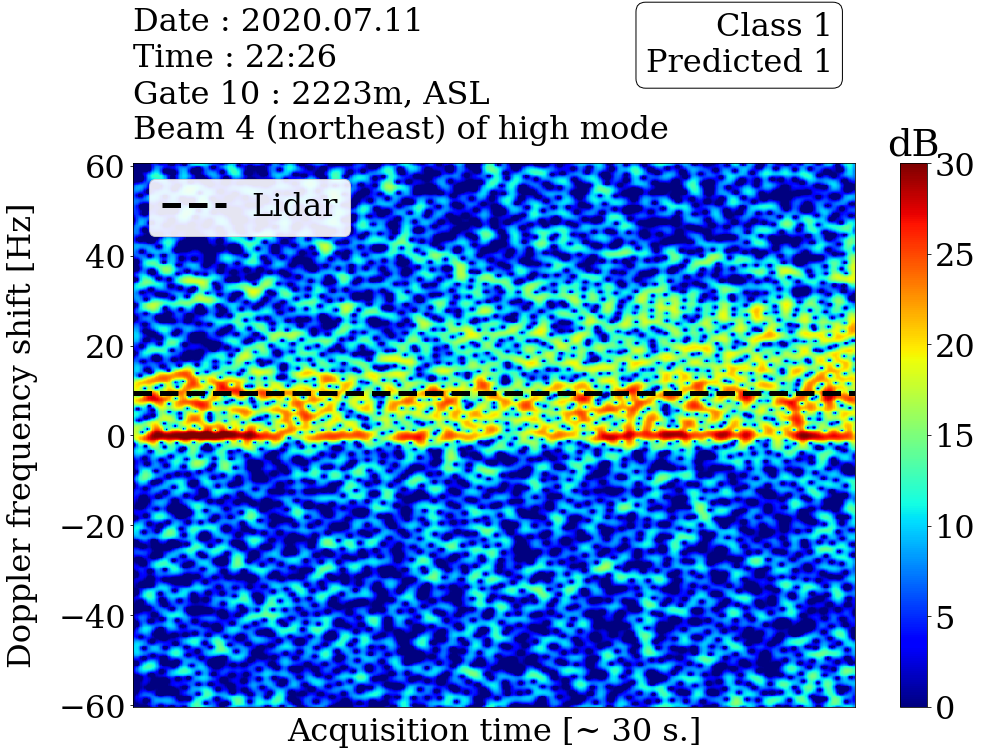 Date : 2020.07.11
Time : 22:26
Gate 10 : 2223m, ASL
Beam 4 (northeast) of high mode
Class 1
Predicted 1
dB
60
40
20
0
−20
−40
−60
Doppler frequency shift [Hz]
Lidar
30
25
20
15
10
5
0
Acquisition time [~ 30 s.]